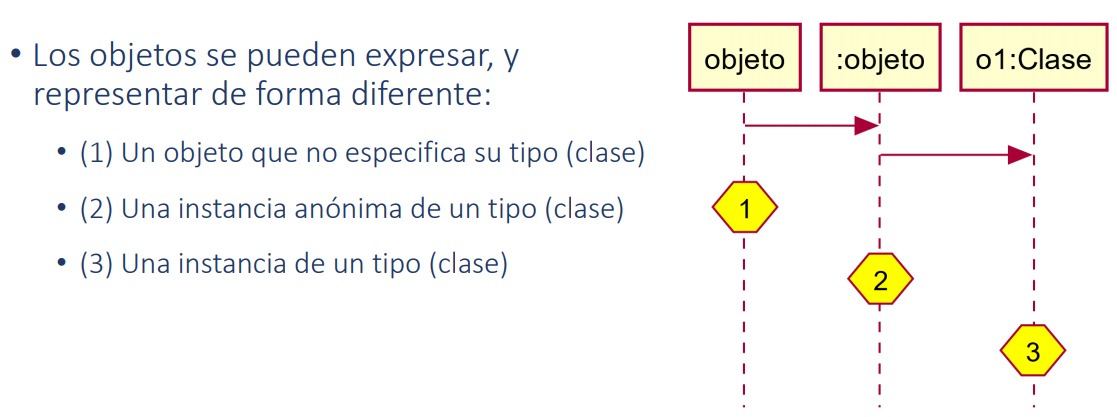 • Los objetos se pueden expresar, y
representar de forma diferente:
• (1) Un objeto que no especifica su tipo (clase)
• (2) Una instancia anónima de un tipo (clase)
• (3) Una instancia de un tipo (clase)
objeto
:objeto
o1:Clase
1
2
3